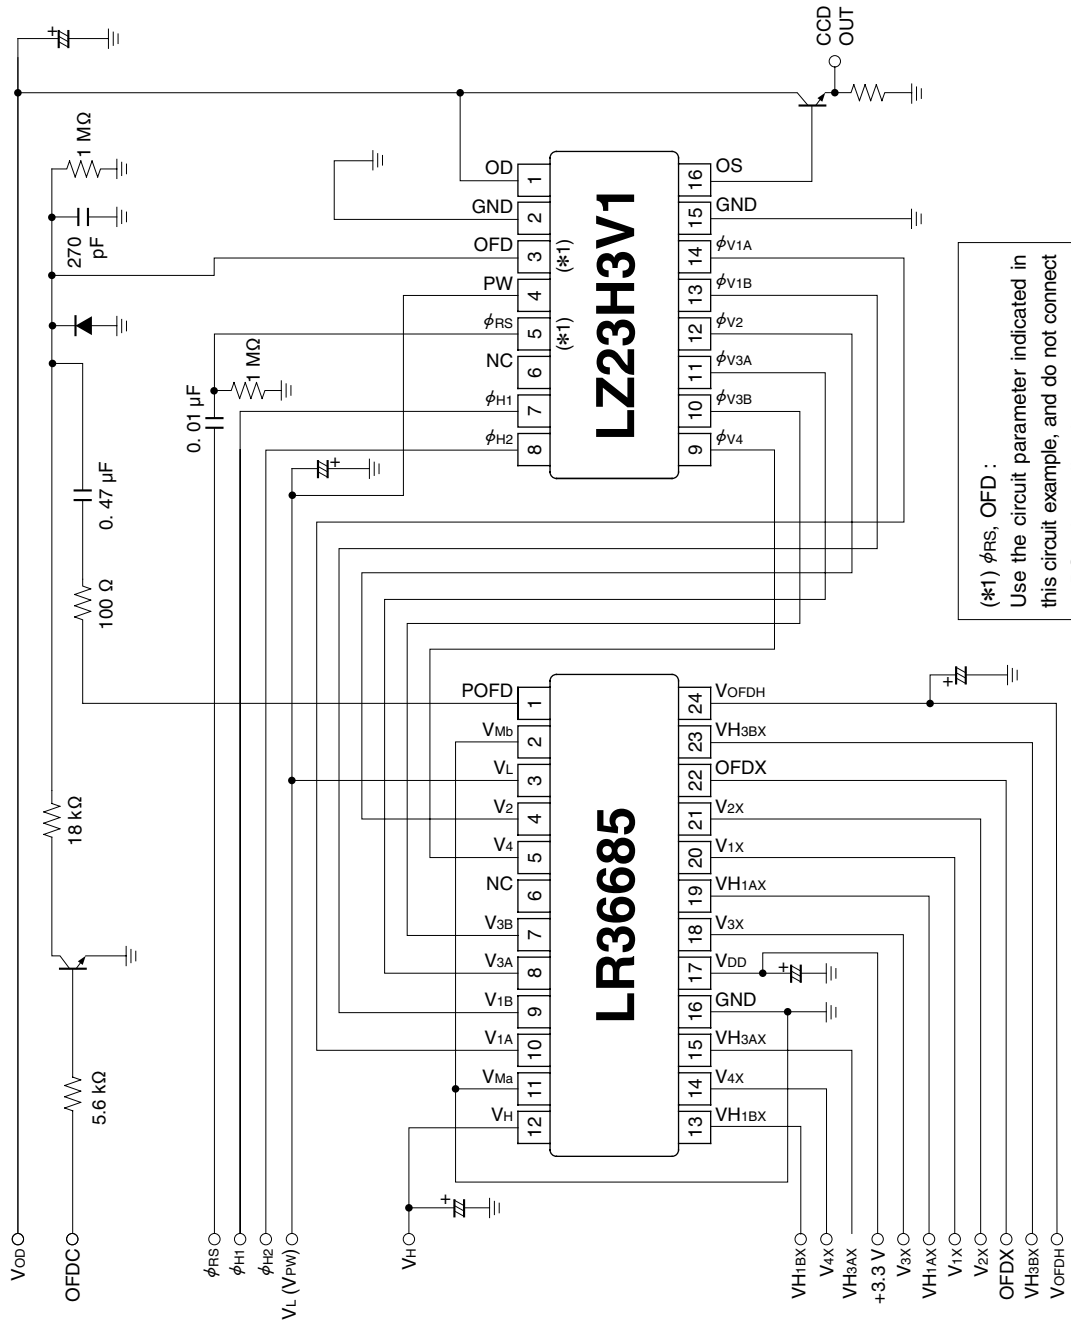 VOD
OFDC
5.6 kΩ
18 kΩ
100 Ω
0. 47 µF
270
pF
1 MΩ
+
ϕRS
ϕH1
ϕH2
VL (VPW)
0. 01 µF
1 MΩ
+
VH
+
CCD
OUT
LZ23H3V1
OD
1
GND
2
OFD
3
(*1)
PW
4
ϕRS
5
(*1)
NC
6
ϕH1
7
ϕH2
8
16
OS
15
GND
14
ϕV1A
13
ϕV1B
12
ϕV2
11
ϕV3A
10
ϕV3B
9
ϕV4
LR36685
POFD
1
VMb
2
VL
3
V2
4
V4
5
NC
6
V3B
7
V3A
8
V1B
9
V1A
10
VMa
11
VH
12
24
VOFDH
23
VH3BX
22
OFDX
21
V2X
20
V1X
19
VH1AX
18
V3X
17
VDD
16
GND
15
VH3AX
14
V4X
13
VH1BX
+
+
VH1BX
V4X
VH3AX
+3.3 V
V3X
VH1AX
V1X
V2X
OFDX
VH3BX
VOFDH
(*1) ϕRS, OFD :
Use the circuit parameter indicated in
this circuit example, and do not connect